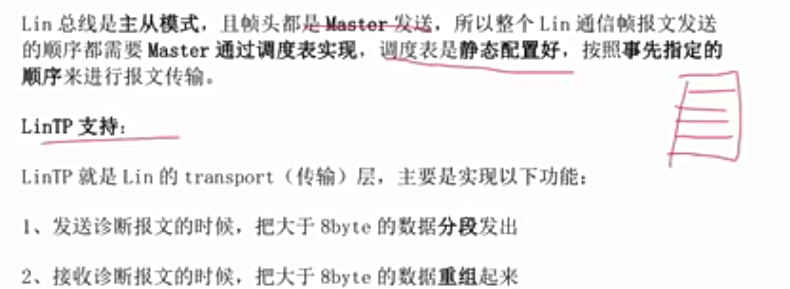 Lin 总线是主从模式，且帧头都是 Master 发送，所以整个 Lin 通信帧报文发送
的顺序都需要 Master 通过调度表实现，调度表是静态配置好，按照事先指定的
顺序来进行报文传输。
LinTP 支持：
LinTP 就是 Lin 的 transport（传输）层，主要是实现以下功能：
1、发送诊断报文的时候，把大于 8byte 的数据分段发出
2、接收诊断报文的时候，把大于 8byte 的数据重组起来